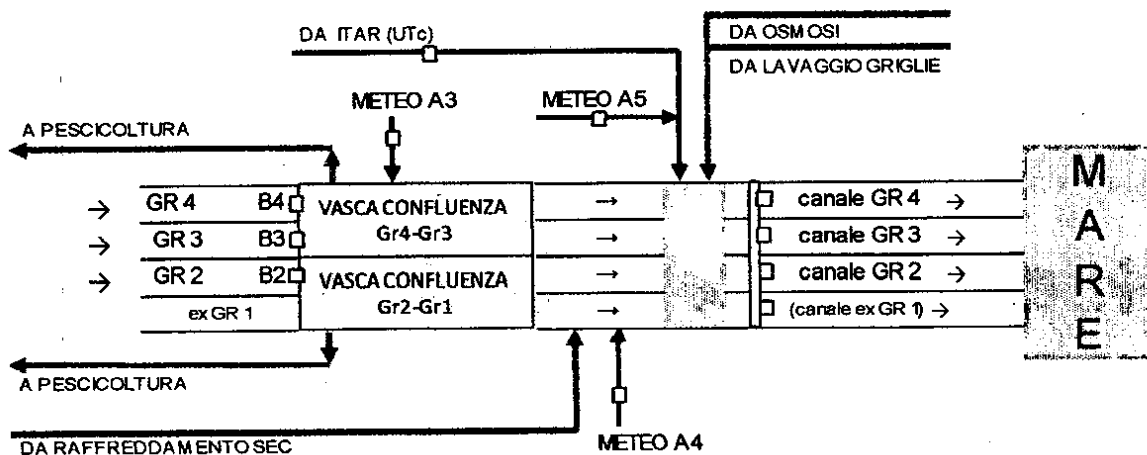 DA ITAR (UTc)
DA OSMOSI
DA LAVAGGIO GRIGLIE
METEO A3
METEO A5
A PESCICOLTURA
GR 4 B4
GR 3 B3
GR 2 B2
ex GR 1
VASCA CONFLUENZA
Gr4-Gr3
VASCA CONFLUENZA
Gr2-Gr1
→ canale GR 4 →
canale GR 3 →
canale GR 2 →
(canale ex GR 1) →
MARE
A PESCICOLTURA
DA RAFFREDDAMENTO SEC
METEO A4